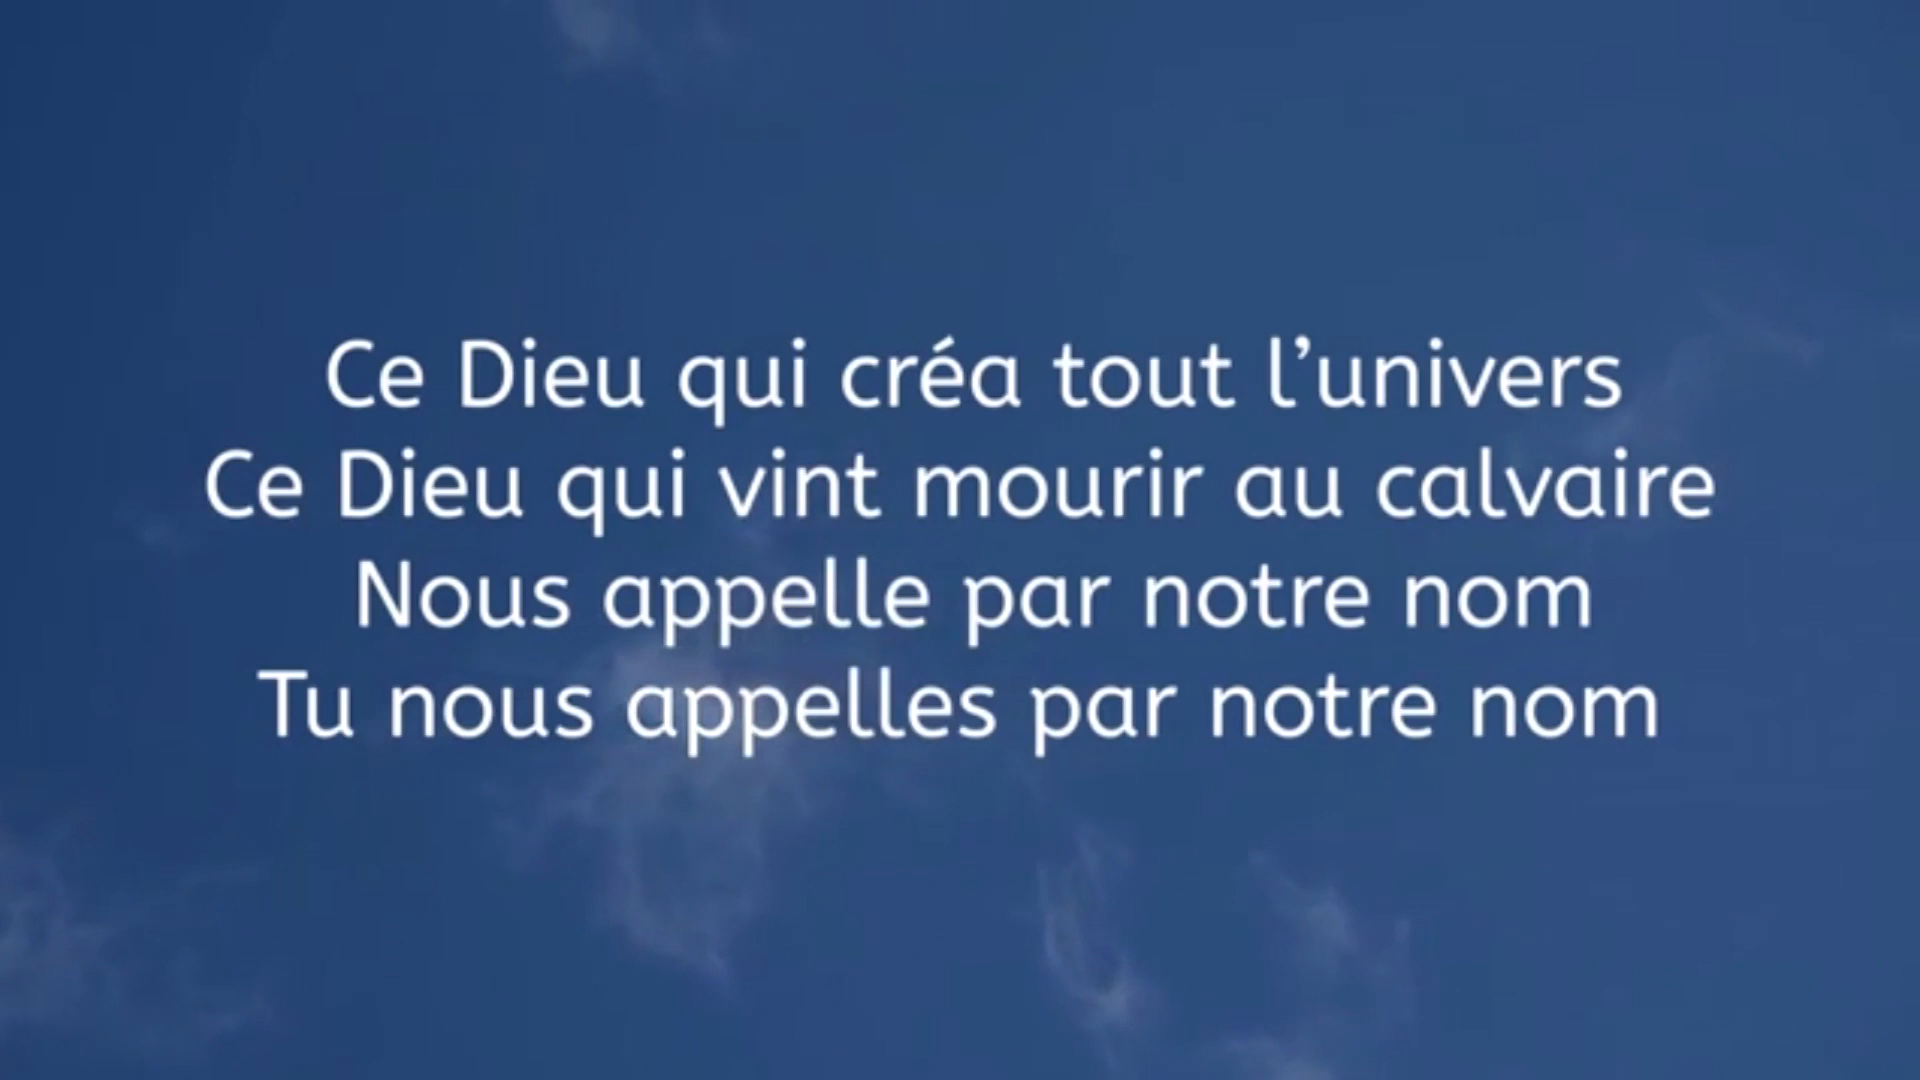 Ce Dieu qui créa tout l’univers
Ce Dieu qui vint mourir au calvaire
Nous appelle par notre nom
Tu nous appelles par notre nom